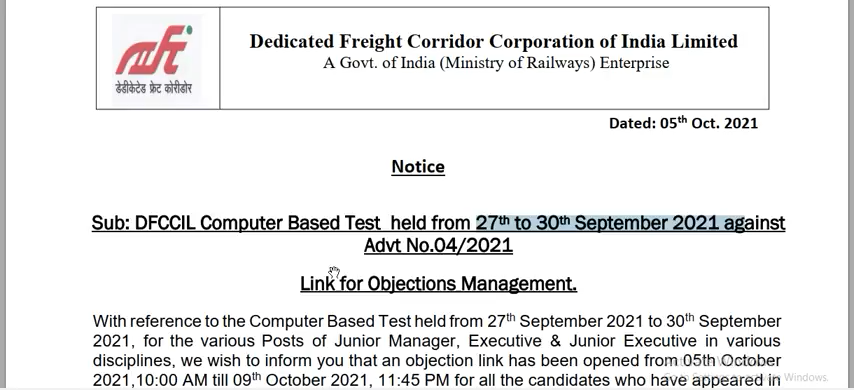 Dedicated Freight Corridor Corporation of India Limited
A Govt. of India (Ministry of Railways) Enterprise
डेडीकेटेड फ्रेट कोरीडोर
Dated: 05th Oct. 2021
Notice
Sub: DFCCIL Computer Based Test held from 27th to 30th September 2021 against
Advt No.04/2021
Link for Objections Management.
With reference to the Computer Based Test held from 27th September 2021 to 30th September
2021, for the various Posts of Junior Manager, Executive & Junior Executive in various
disciplines, we wish to inform you that an objection link has been opened from 05th October
2021,10:00 AM till 09th October 2021, 11:45 PM for all the candidates who have appeared in